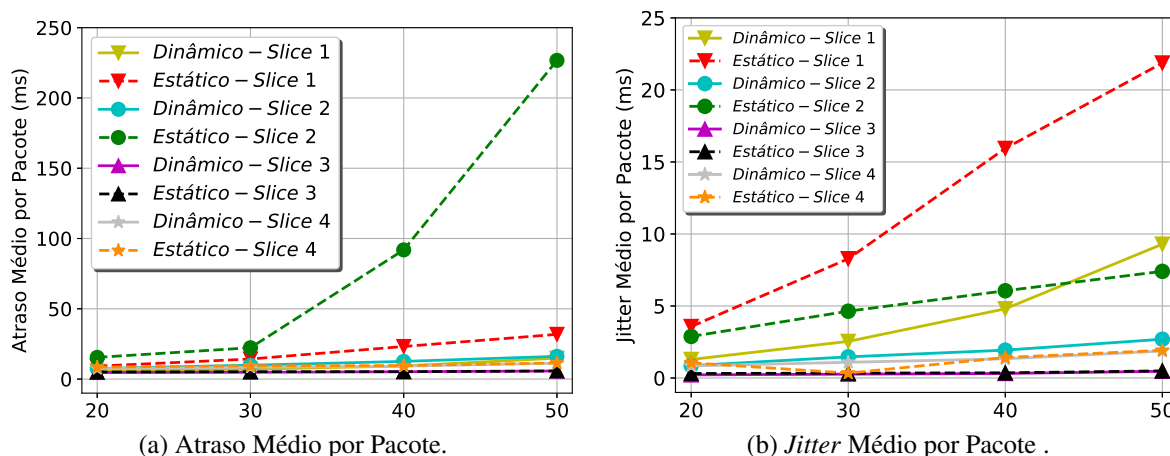 250
200
150
100
50
0
20 30 40 50
Atraso Médio por Pacote (ms)
Dinâmico – Slice 1
Estático – Slice 1
Dinâmico – Slice 2
Estático – Slice 2
Dinâmico – Slice 3
Estático – Slice 3
Dinâmico – Slice 4
Estático – Slice 4
(a) Atraso Médio por Pacote.
25
20
15
10
5
0
20 30 40 50
Jitter Médio por Pacote (ms)
Dinâmico – Slice 1
Estático – Slice 1
Dinâmico – Slice 2
Estático – Slice 2
Dinâmico – Slice 3
Estático – Slice 3
Dinâmico – Slice 4
Estático – Slice 4
(b) Jitter Médio por Pacote .